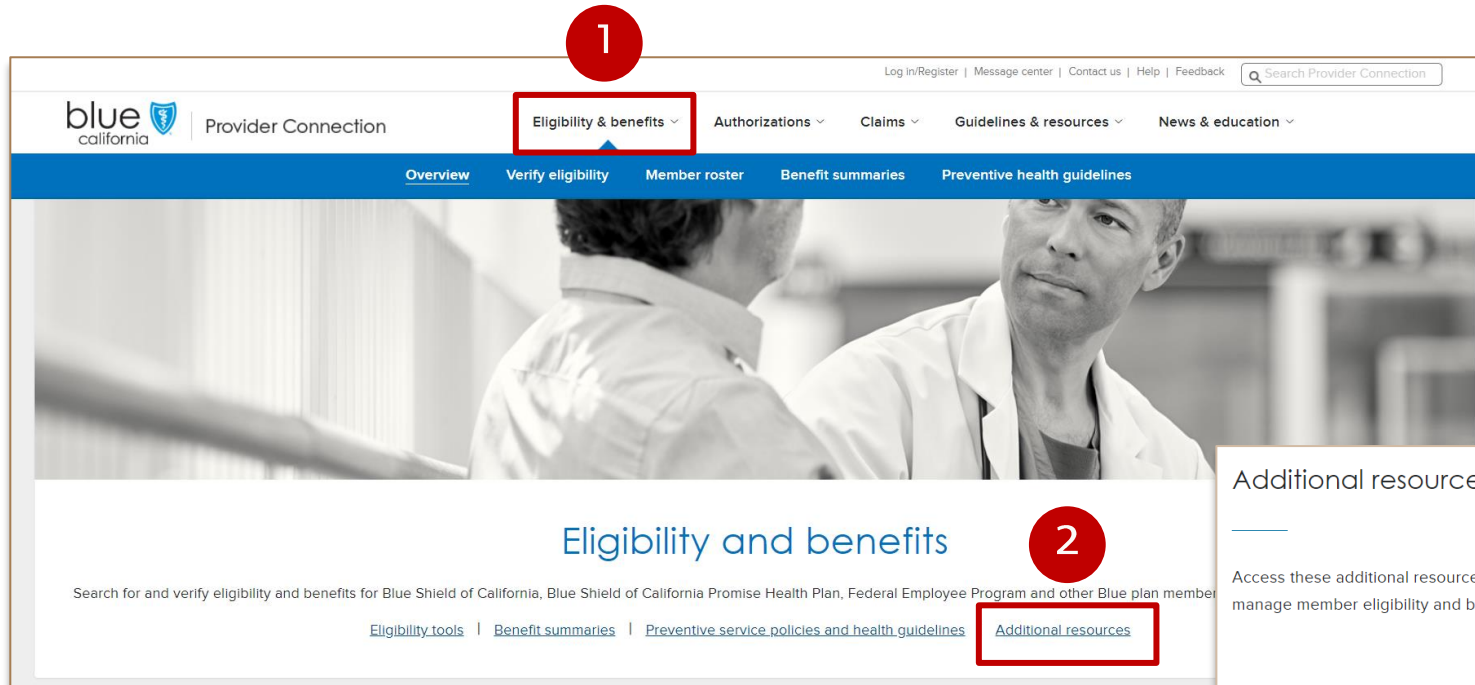 1
Log in/Register | Message center | Contact us | Help | Feedback Search Provider Connection
blue
california
Provider Connection
Eligibility & benefits Authorizations Claims Guidelines & resources News & education
Overview Verify eligibility Member roster Benefit summaries Preventive health guidelines
Eligibility and benefits
2
Search for and verify eligibility and benefits for Blue Shield of California, Blue Shield of California Promise Health Plan, Federal Employee Program and other Blue plan member
Eligibility tools | Benefit summaries | Preventive service policies and health guidelines Additional resources
Additional resource
Access these additional resource
manage member eligibility and b